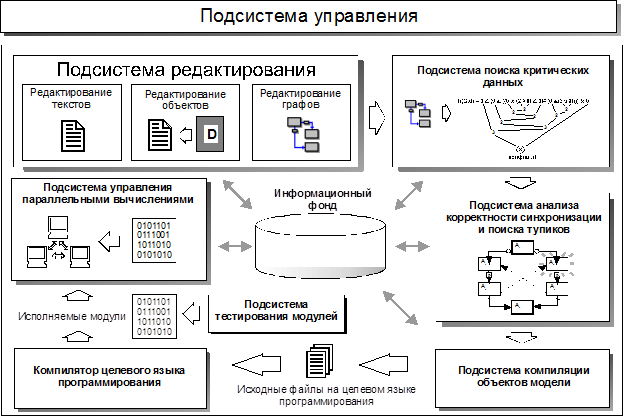 Подсистема управления
Подсистема редактирования
Редактирование
текстов
Редактирование
объектов
D
Редактирование
графов
Подсистема поиска критических
данных
Подсистема управления
параллельными вычислениями
0101101
0111001
1011010
0101010
Информационный
фонд
Подсистема анализа
корректности синхронизации
и поиска тупиков
Исполняемые модули
0101101
0111001
1011010
0101010
Подсистема
тестирования модулей
Компилятор целевого языка
программирования
Исходные файлы на целевом языке
программирования
Подсистема компиляции
объектов модели